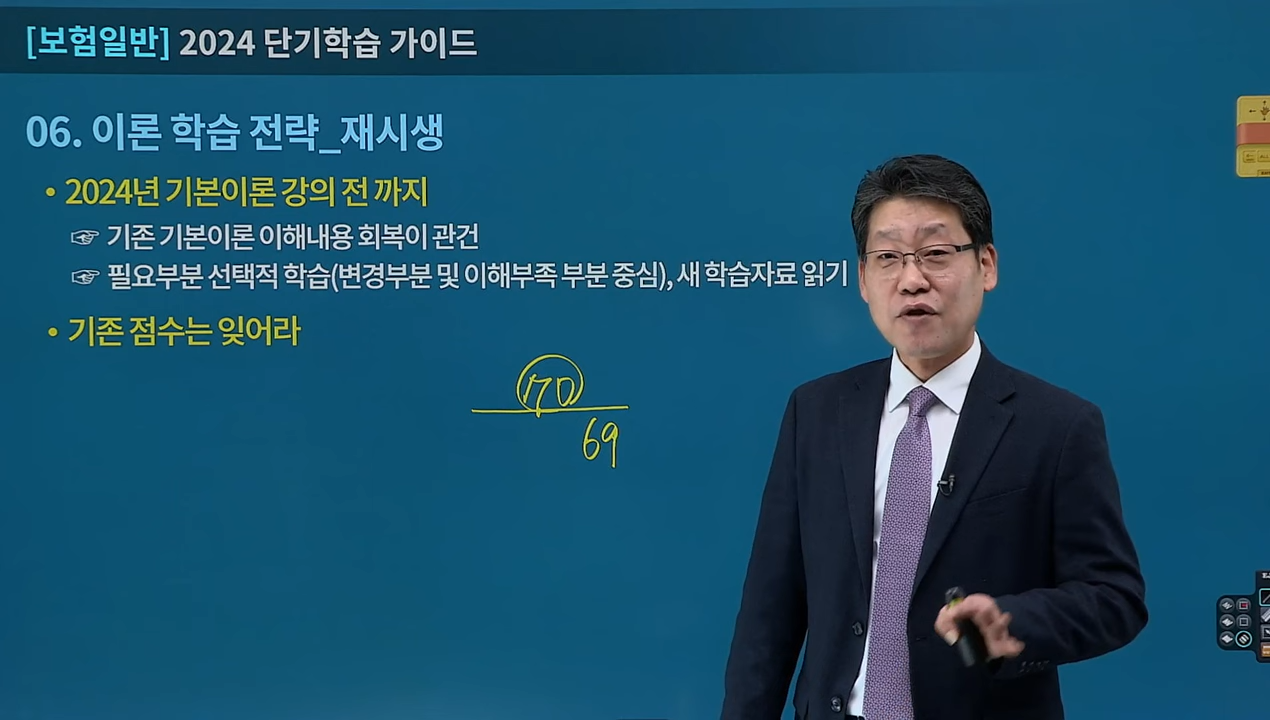 [보험일반] 2024 단기학습 가이드
06. 이론 학습 전략_재시생
• 2024년 기본이론 강의 전 까지
☞ 기존 기본이론 이해내용 회복이 관건
☞ 필요부분 선택적 학습(변경부분 및 이해부족 부분 중심), 새 학습자료 읽기
• 기존 점수는 잊어라
70
69